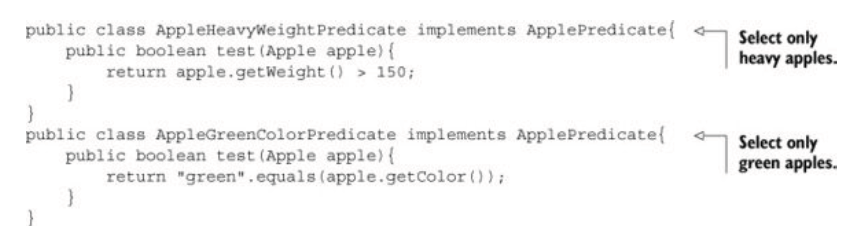 public class AppleHeavyWeightPredicate implements ApplePredicate{
    public boolean test(Apple apple){
        return apple.getWeight() > 150;
    }
}
Select only
heavy apples.
public class AppleGreenColorPredicate implements ApplePredicate{
    public boolean test(Apple apple){
        return "green".equals(apple.getColor());
    }
}
Select only
green apples.